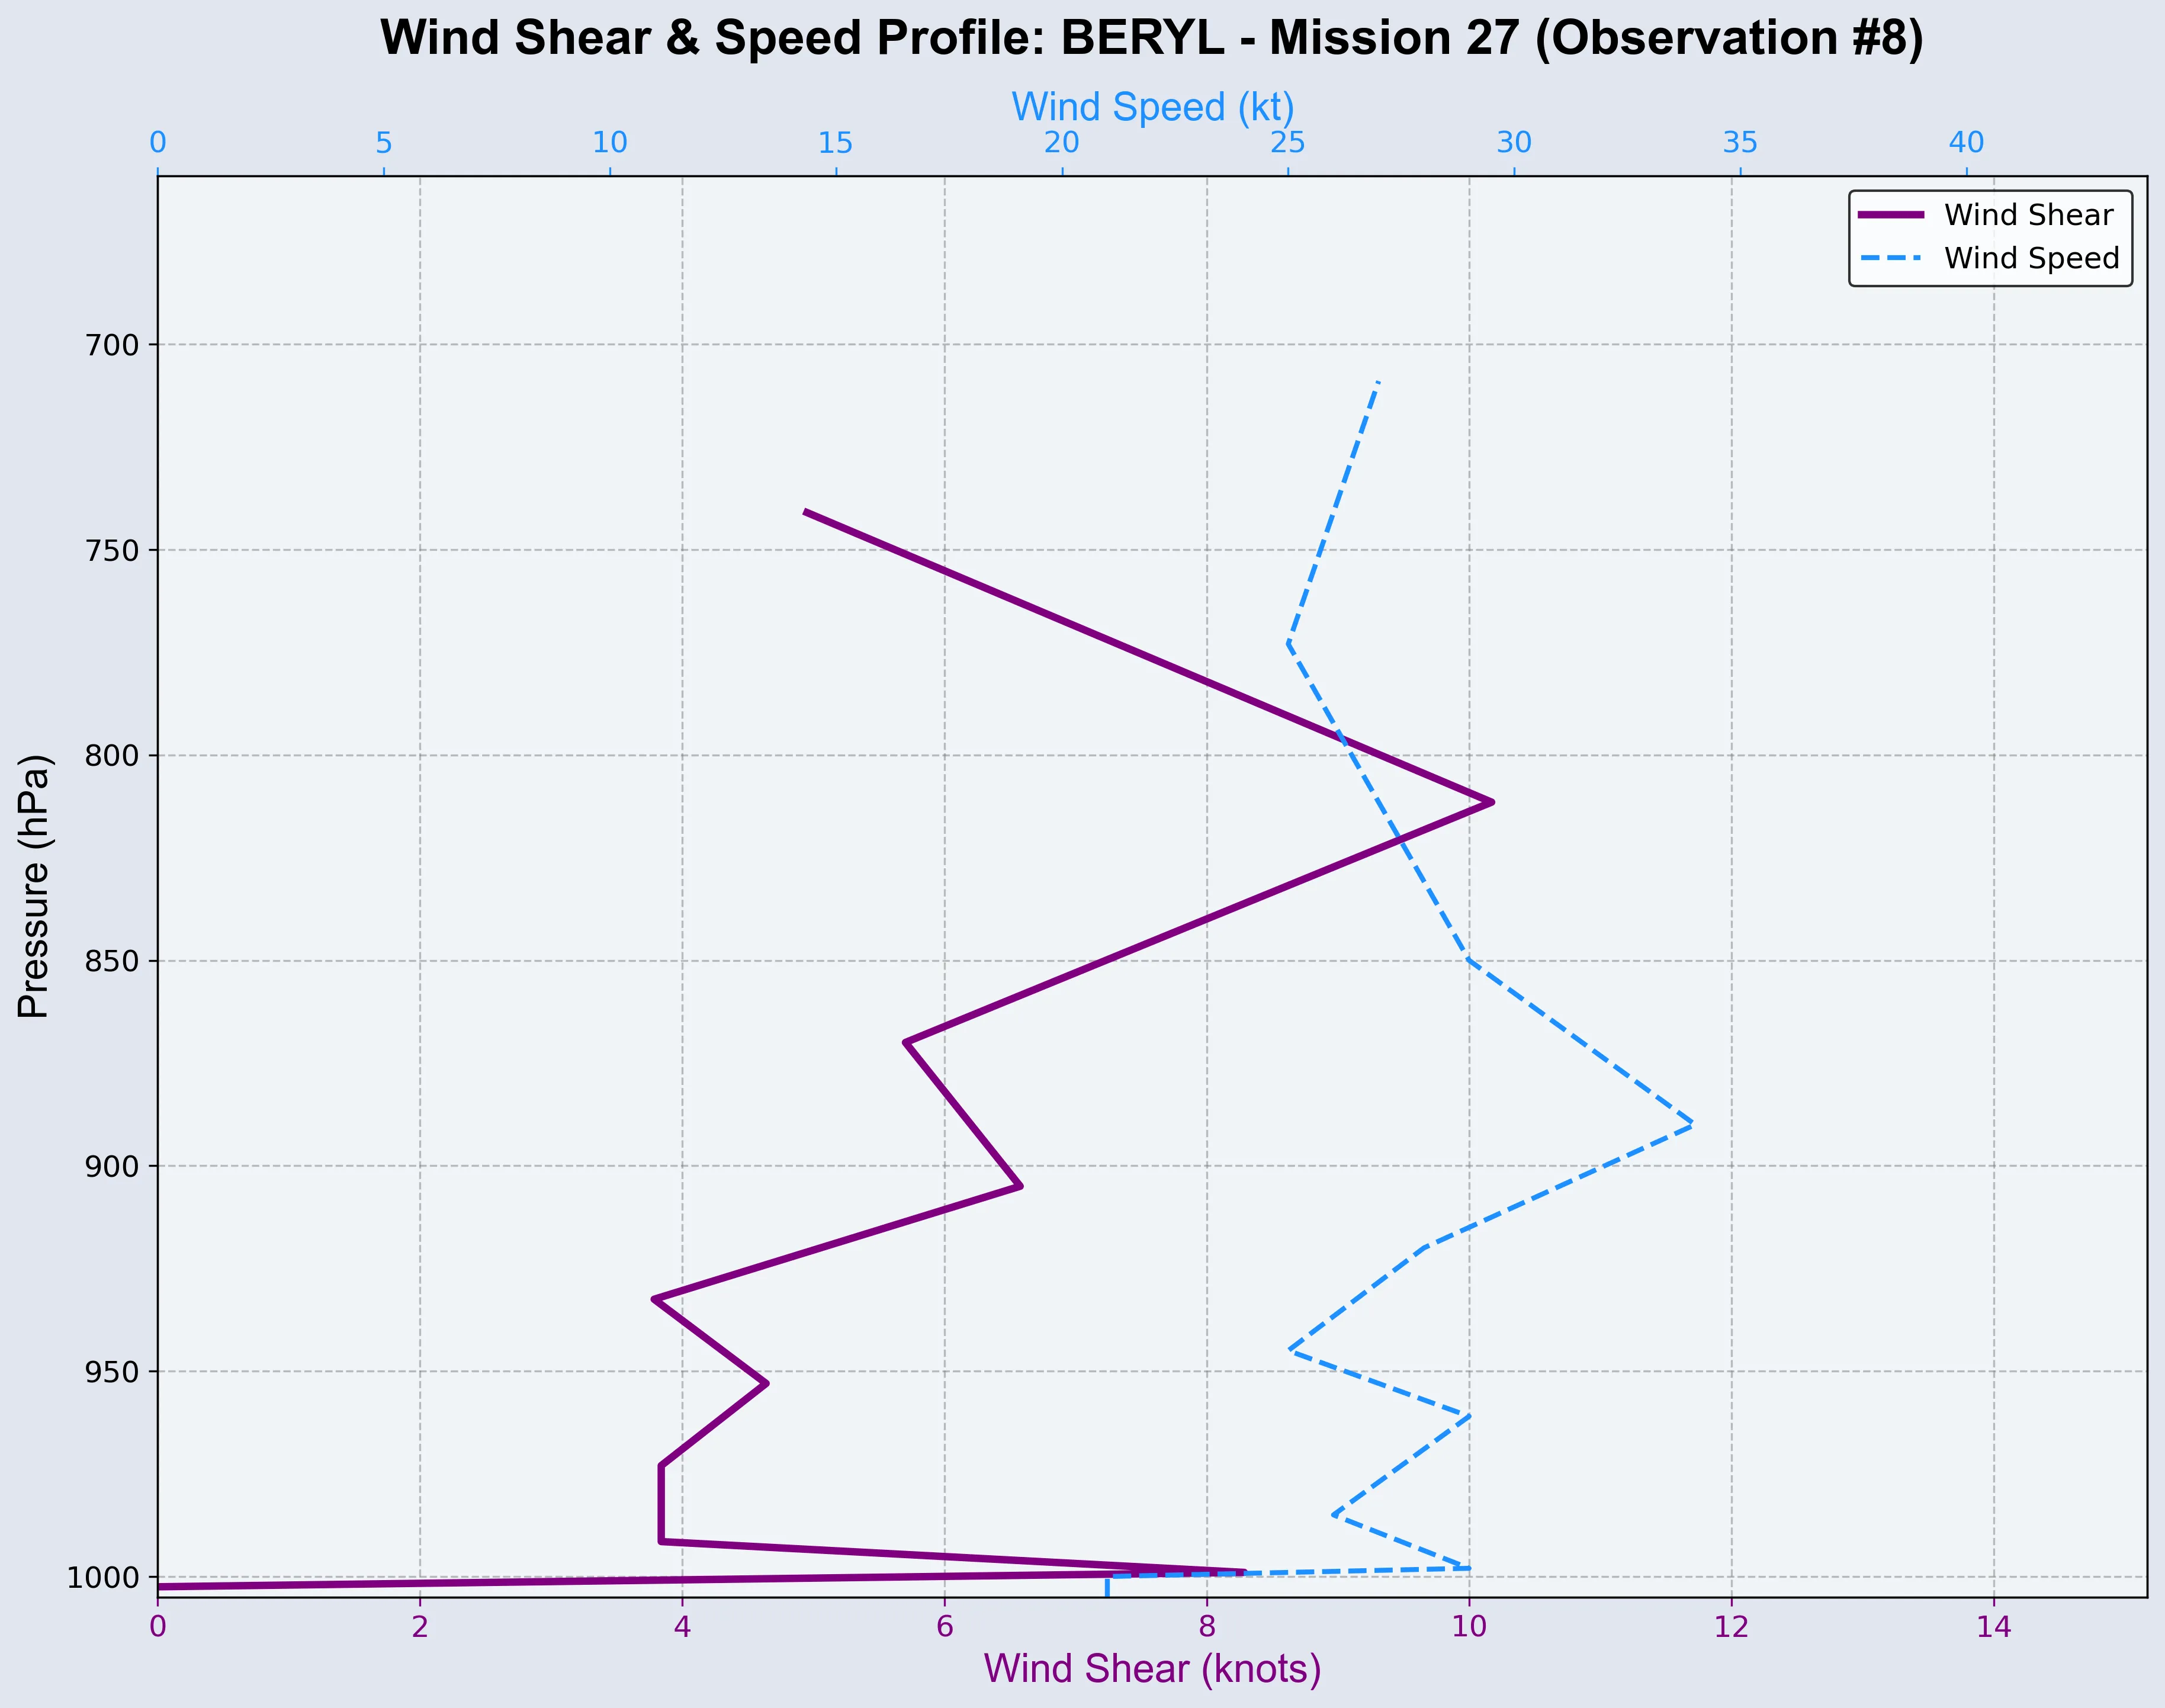 Wind Shear & Speed Profile: BERYL - Mission 27 (Observation #8)
Wind Speed (kt)
0 5 10 15 20 25 30 35 40
Wind Shear
Wind Speed
700
750
800
850
900
950
1000
Pressure (hPa)
0 2 4 6 8 10 12 14
Wind Shear (knots)